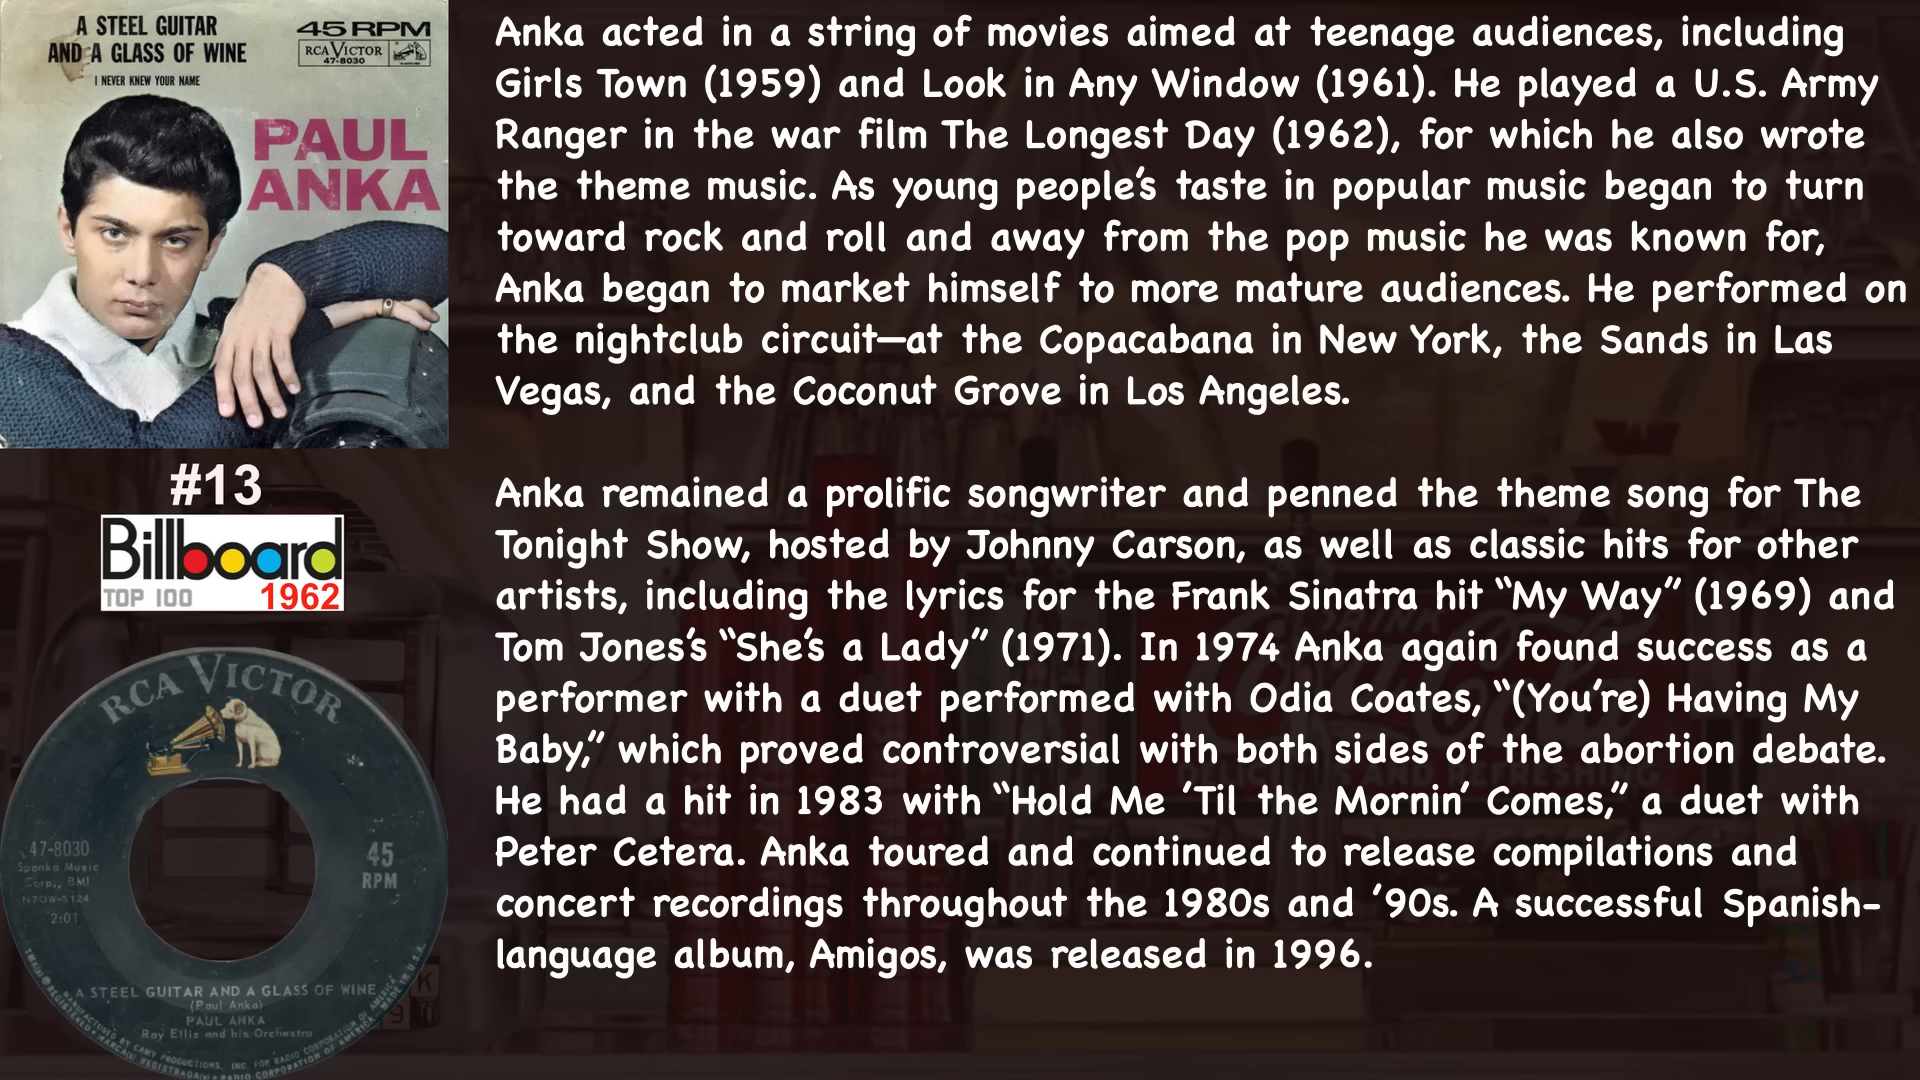 A STEEL GUITAR
AND A GLASS OF WINE
I NEVER KNEW YOUR NAME
45 RPM
RCA VICTOR
47-8030
PAUL
ANKA
#13
Billboard
TOP 100
1962
RCA VICTOR
47-8030
Spanka Music
Corp., BMI
N2OW-5124
2:01
45
RPM
A STEEL GUITAR AND A GLASS OF WINE
(Paul Anka)
PAUL ANKA
Ray Ellis and his Orchestra
Anka acted in a string of movies aimed at teenage audiences, including
Girls Town (1959) and Look in Any Window (1961). He played a U.S. Army
Ranger in the war film The Longest Day (1962), for which he also wrote
the theme music. As young people’s taste in popular music began to turn
toward rock and roll and away from the pop music he was known for,
Anka began to market himself to more mature audiences. He performed on
the nightclub circuit—at the Copacabana in New York, the Sands in Las
Vegas, and the Coconut Grove in Los Angeles.
Anka remained a prolific songwriter and penned the theme song for The
Tonight Show, hosted by Johnny Carson, as well as classic hits for other
artists, including the lyrics for the Frank Sinatra hit “My Way” (1969) and
Tom Jones’s “She’s a Lady” (1971). In 1974 Anka again found success as a
performer with a duet performed with Odia Coates, “(You’re) Having My
Baby,” which proved controversial with both sides of the abortion debate.
He had a hit in 1983 with “Hold Me ’Til the Mornin’ Comes,” a duet with
Peter Cetera. Anka toured and continued to release compilations and
concert recordings throughout the 1980s and ’90s. A successful Spanish-
language album, Amigos, was released in 1996.